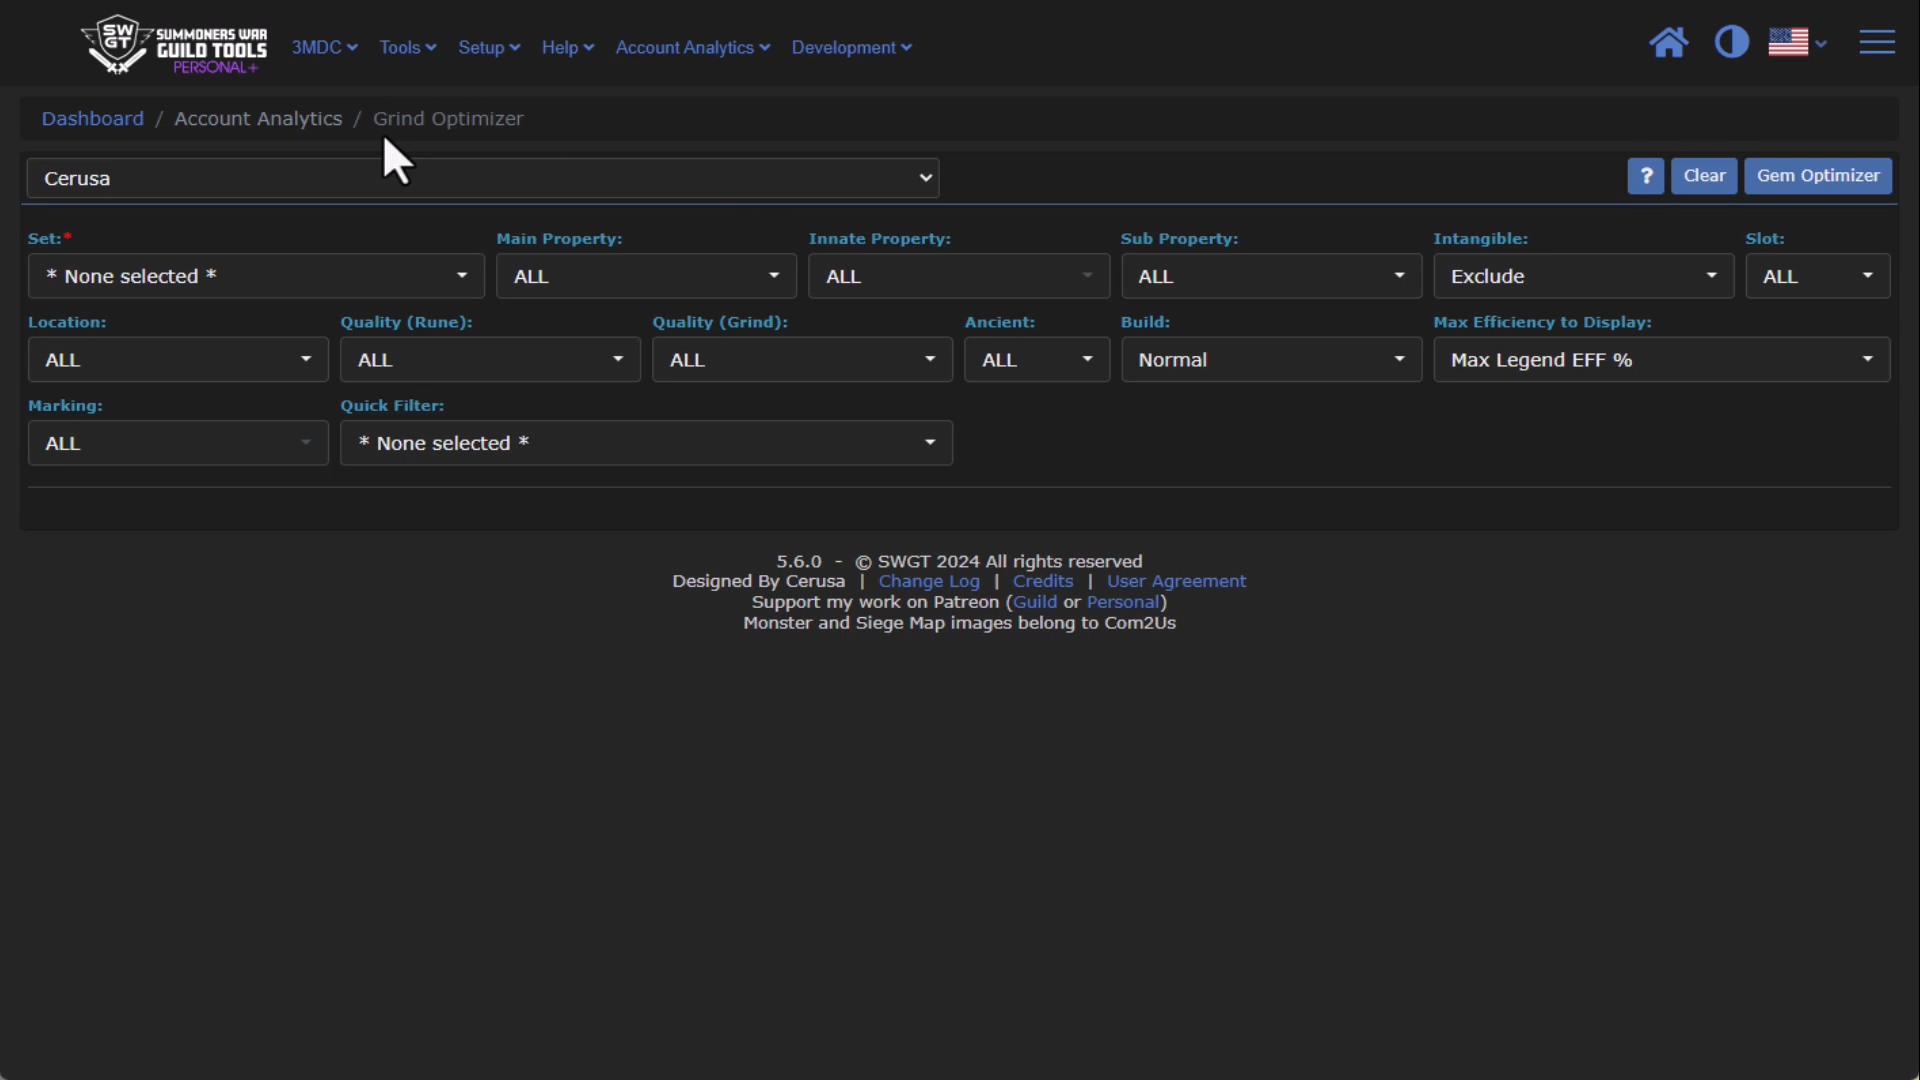 SW
GT
SUMMONERS WAR
GUILD TOOLS
PERSONAL+
3MDC Tools Setup Help Account Analytics Development
Dashboard / Account Analytics / Grind Optimizer
Cerusa
? Clear Gem Optimizer
Set:* Main Property: Innate Property: Sub Property: Intangible: Slot:
* None selected * ALL ALL ALL Exclude ALL
Location: Quality (Rune): Quality (Grind): Ancient: Build: Max Efficiency to Display:
ALL ALL ALL ALL Normal Max Legend EFF %
Marking: Quick Filter:
ALL * None selected *
5.6.0 - © SWGT 2024 All rights reserved
Designed By Cerusa | Change Log | Credits | User Agreement
Support my work on Patreon (Guild or Personal)
Monster and Siege Map images belong to Com2Us